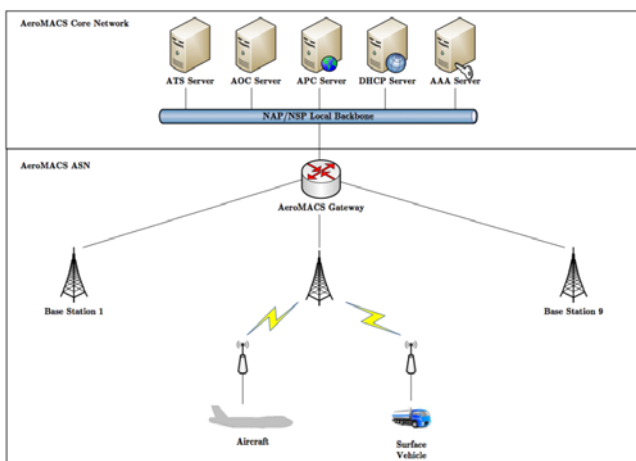 AeroMACS Core Network
ATS Server
AOC Server
APC Server
DHCP Server
AAA Server
NAP/NSP Local Backbone
AeroMACS ASN
AeroMACS Gateway
Base Station 1
Base Station 9
Aircraft
Surface
Vehicle